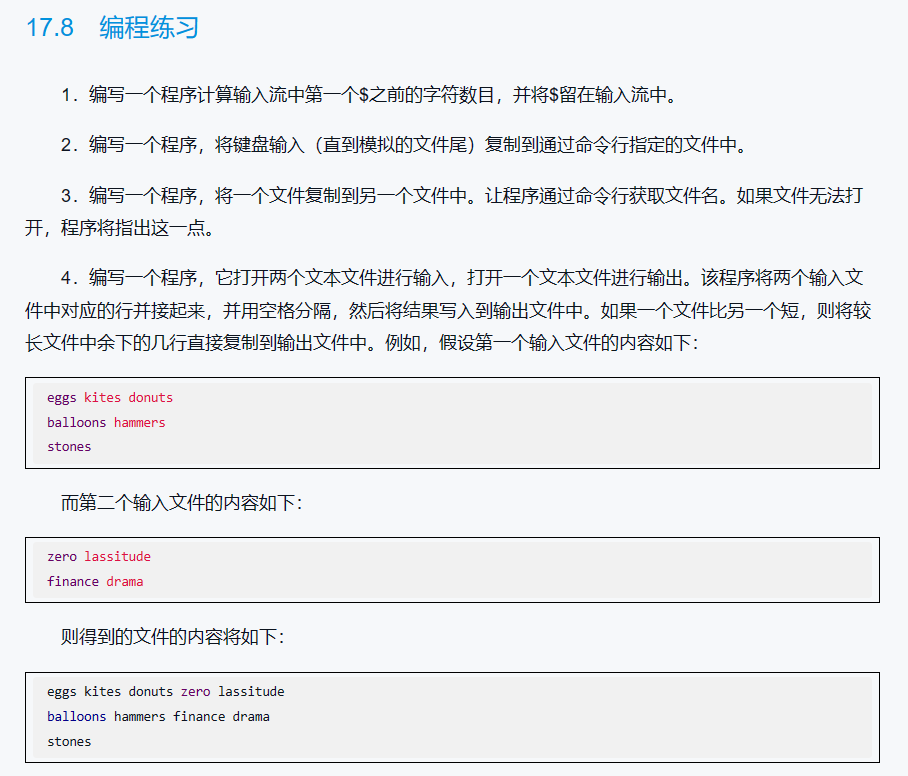 17.8 编程练习
1．编写一个程序计算输入流中第一个$之前的字符数目，并将$留在输入流中。
2．编写一个程序，将键盘输入（直到模拟的文件尾）复制到通过命令行指定的文件中。
3．编写一个程序，将一个文件复制到另一个文件中。让程序通过命令行获取文件名。如果文件无法打
开，程序将指出这一点。
4．编写一个程序，它打开两个文本文件进行输入，打开一个文本文件进行输出。该程序将两个输入文
件中对应的行并接起来，并用空格分隔，然后将结果写入到输出文件中。如果一个文件比另一个短，则将较
长文件中余下的几行直接复制到输出文件中。例如，假设第一个输入文件的内容如下：
eggs kites donuts
balloons hammers
stones
而第二个输入文件的内容如下：
zero lassitude
finance drama
则得到的文件的内容将如下：
eggs kites donuts zero lassitude
balloons hammers finance drama
stones